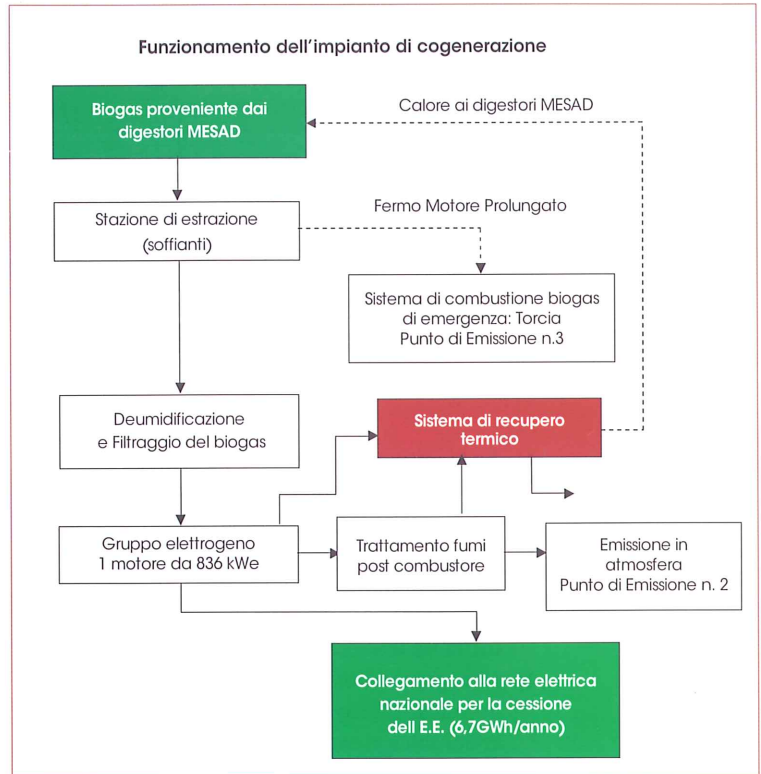 Funzionamento dell'impianto di cogenerazione
Biogas proveniente dai
digestori MESAD
Calore ai digestori MESAD
Stazione di estrazione
(soffianti)
Fermo Motore Prolungato
Sistema di combustione biogas
di emergenza: Torcia
Punto di Emissione n.3
Deumidificazione
e Filtraggio del biogas
Sistema di recupero
termico
Gruppo elettrogeno
1 motore da 836 kWe
Trattamento fumi
post combustore
Emissione in
atmosfera
Punto di Emissione n. 2
Collegamento alla rete elettrica
nazionale per la cessione
dell E.E. (6,7GWh/anno)